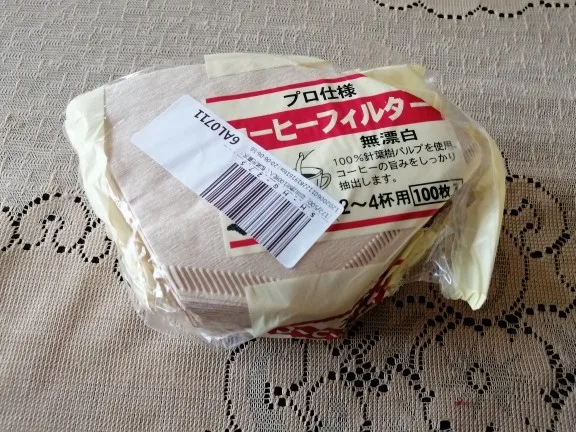 プロ仕様
コーヒーフィルター
無漂白
100%針葉樹パルプを使用
コーヒーの旨みをしっかり
抽出します。
2～4杯用 100枚
6AL0711